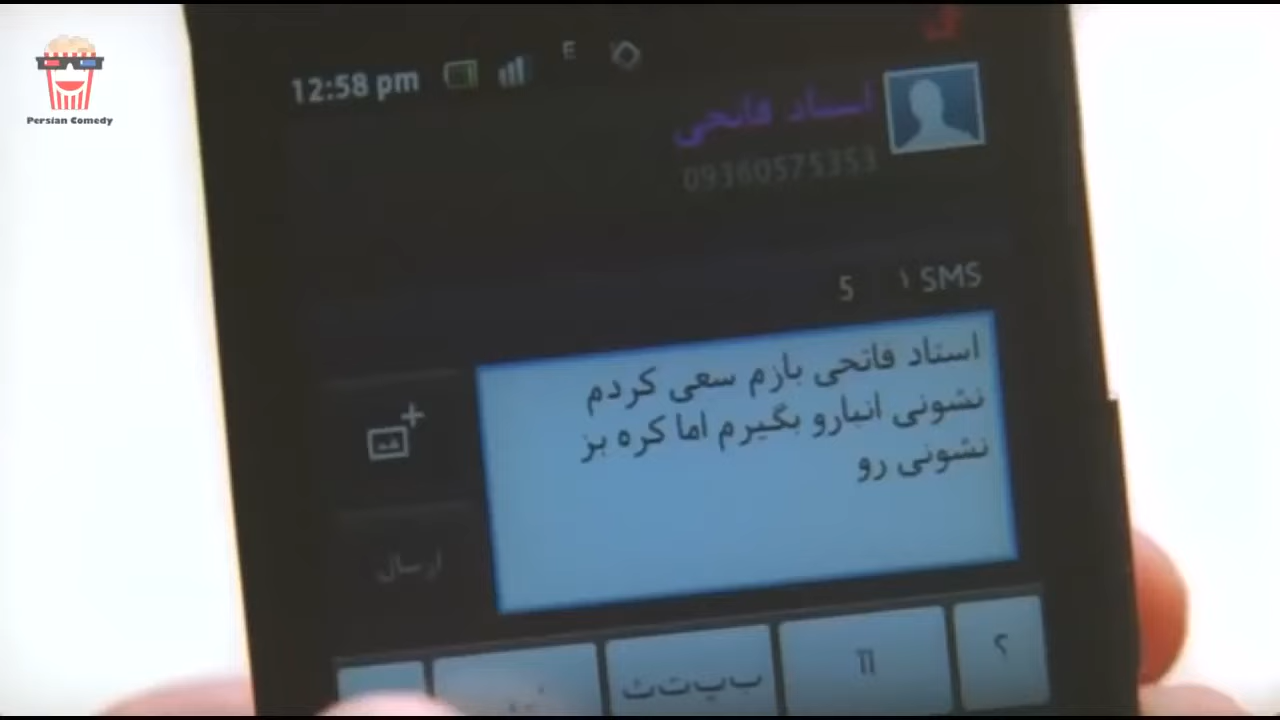 Persian Comedy
12:58 pm
E
استاد فاتحی
09360575353
5
۱ SMS
استاد فاتحی بازم سعی کردم
نشونی انبارو بگیرم اما کره بز
نشونی رو
ارسال
ب‌پ‌ت‌ث
آا
؟